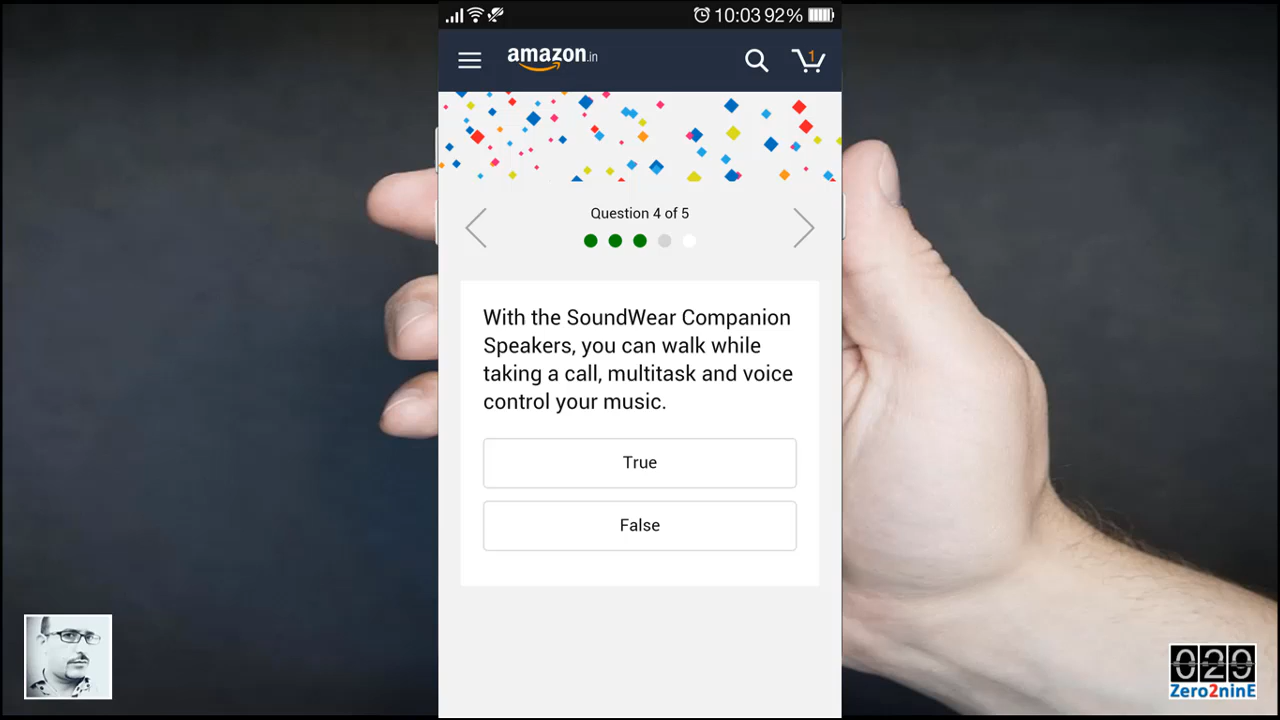 10:03 92%
amazon.in
1
Question 4 of 5
With the SoundWear Companion
Speakers, you can walk while
taking a call, multitask and voice
control your music.
True
False
029
Zero2ninE